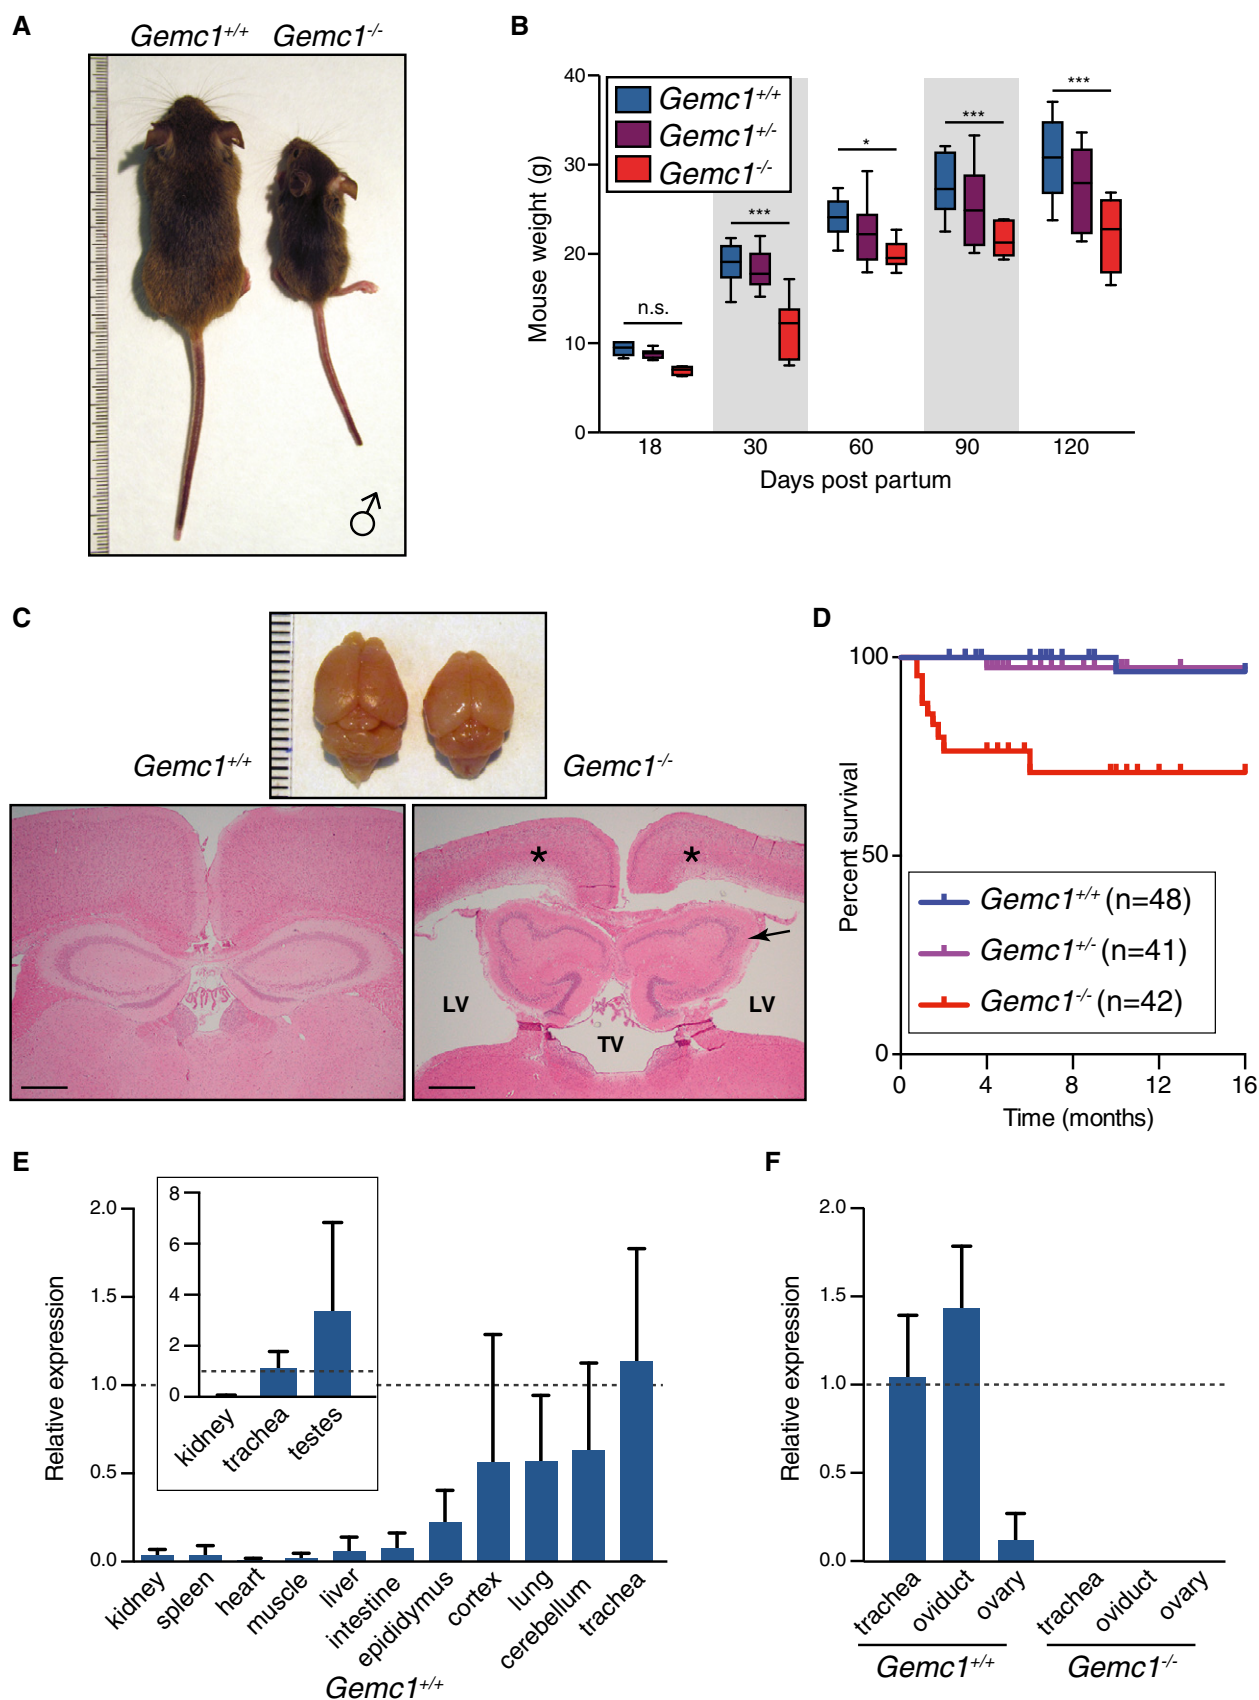 A
Gemc1+/+ Gemc1-/-
♂
B
Mouse weight (g)
40
30
20
10
0
Gemc1+/+
Gemc1+/-
Gemc1-/-
n.s.
***
*
***
***
18 30 60 90 120
Days post partum
C
Gemc1+/+
Gemc1-/-
* *
LV LV
TV
D
Percent survival
100
50
0
Gemc1+/+ (n=48)
Gemc1+/- (n=41)
Gemc1-/- (n=42)
0 4 8 12 16
Time (months)
E
Relative expression
2.0
1.5
1.0
0.5
0.0
8
6
4
2
0
kidney
trachea
testes
kidney
spleen
heart
muscle
liver
intestine
epididymus
cortex
lung
cerebellum
trachea
Gemc1+/+
F
Relative expression
2.0
1.5
1.0
0.5
0.0
trachea
oviduct
ovary
trachea
oviduct
ovary
Gemc1+/+ Gemc1-/-